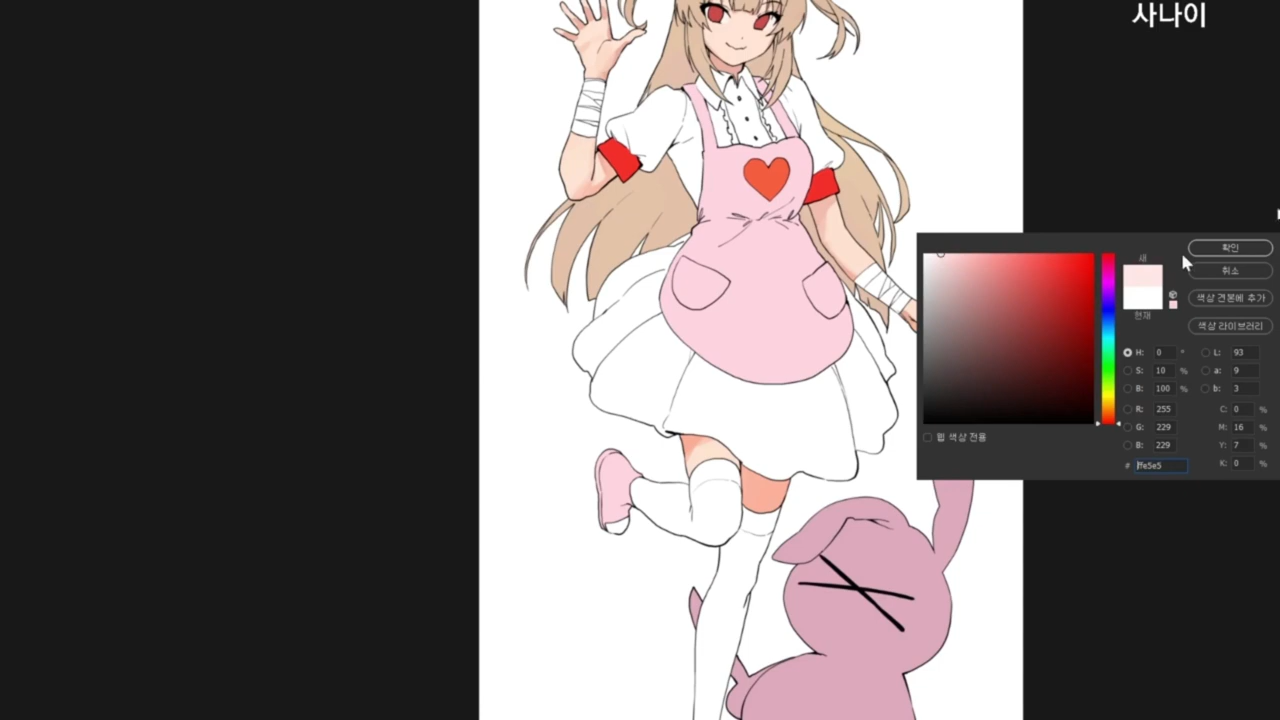 사나이
확인
새
취소
색상 견본에 추가
현재
색상 라이브러리
H: 0 ° L: 93
S: 10 % a: 9
B: 100 % b: 3
R: 255 C: 0 %
G: 229 M: 16 %
B: 229 Y: 7 %
# ffe5e5 K: 0 %
웹 색상 전용